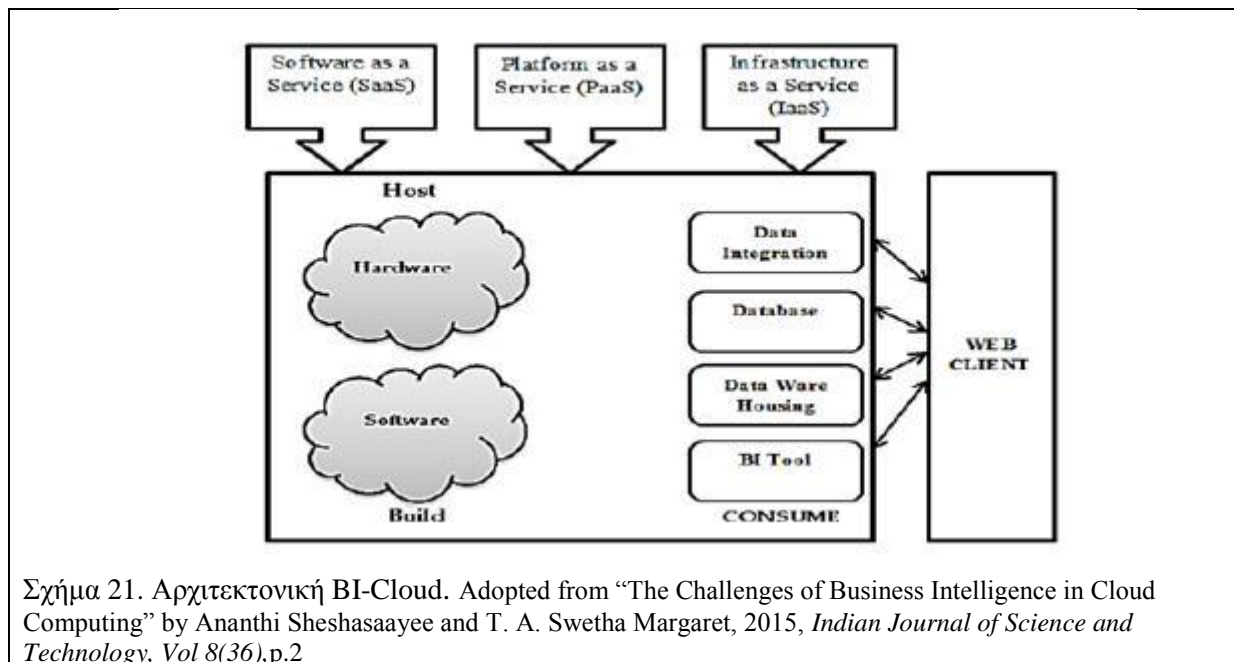 Software as a
Service (SaaS)
Platform as a
Service (PaaS)
Infrastructure
as a Service
(IaaS)
Host
Hardware
Software
Build
Data
Integration
Database
Data Ware
Housing
BI Tool
CONSUME
WEB
CLIENT
Σχήμα 21. Αρχιτεκτονική BI-Cloud. Adopted from “The Challenges of Business Intelligence in Cloud
Computing” by Ananthi Sheshasaayee and T. A. Swetha Margaret, 2015, Indian Journal of Science and
Technology, Vol 8(36),p.2